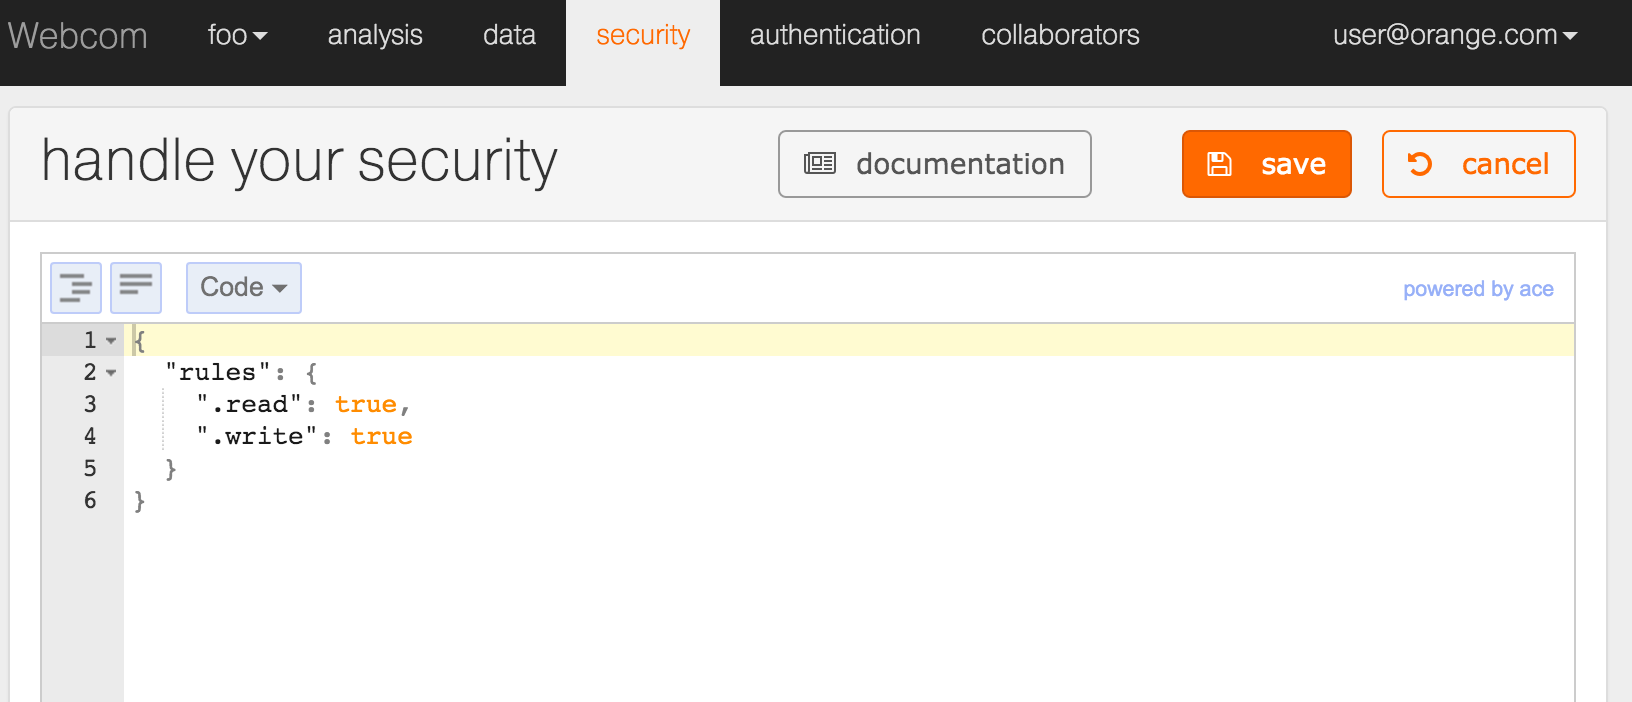 Webcom foo analysis data security authentication collaborators user@orange.com
handle your security documentation save cancel
Code powered by ace
1 {
2 "rules": {
3 ".read": true,
4 ".write": true
5 }
6 }